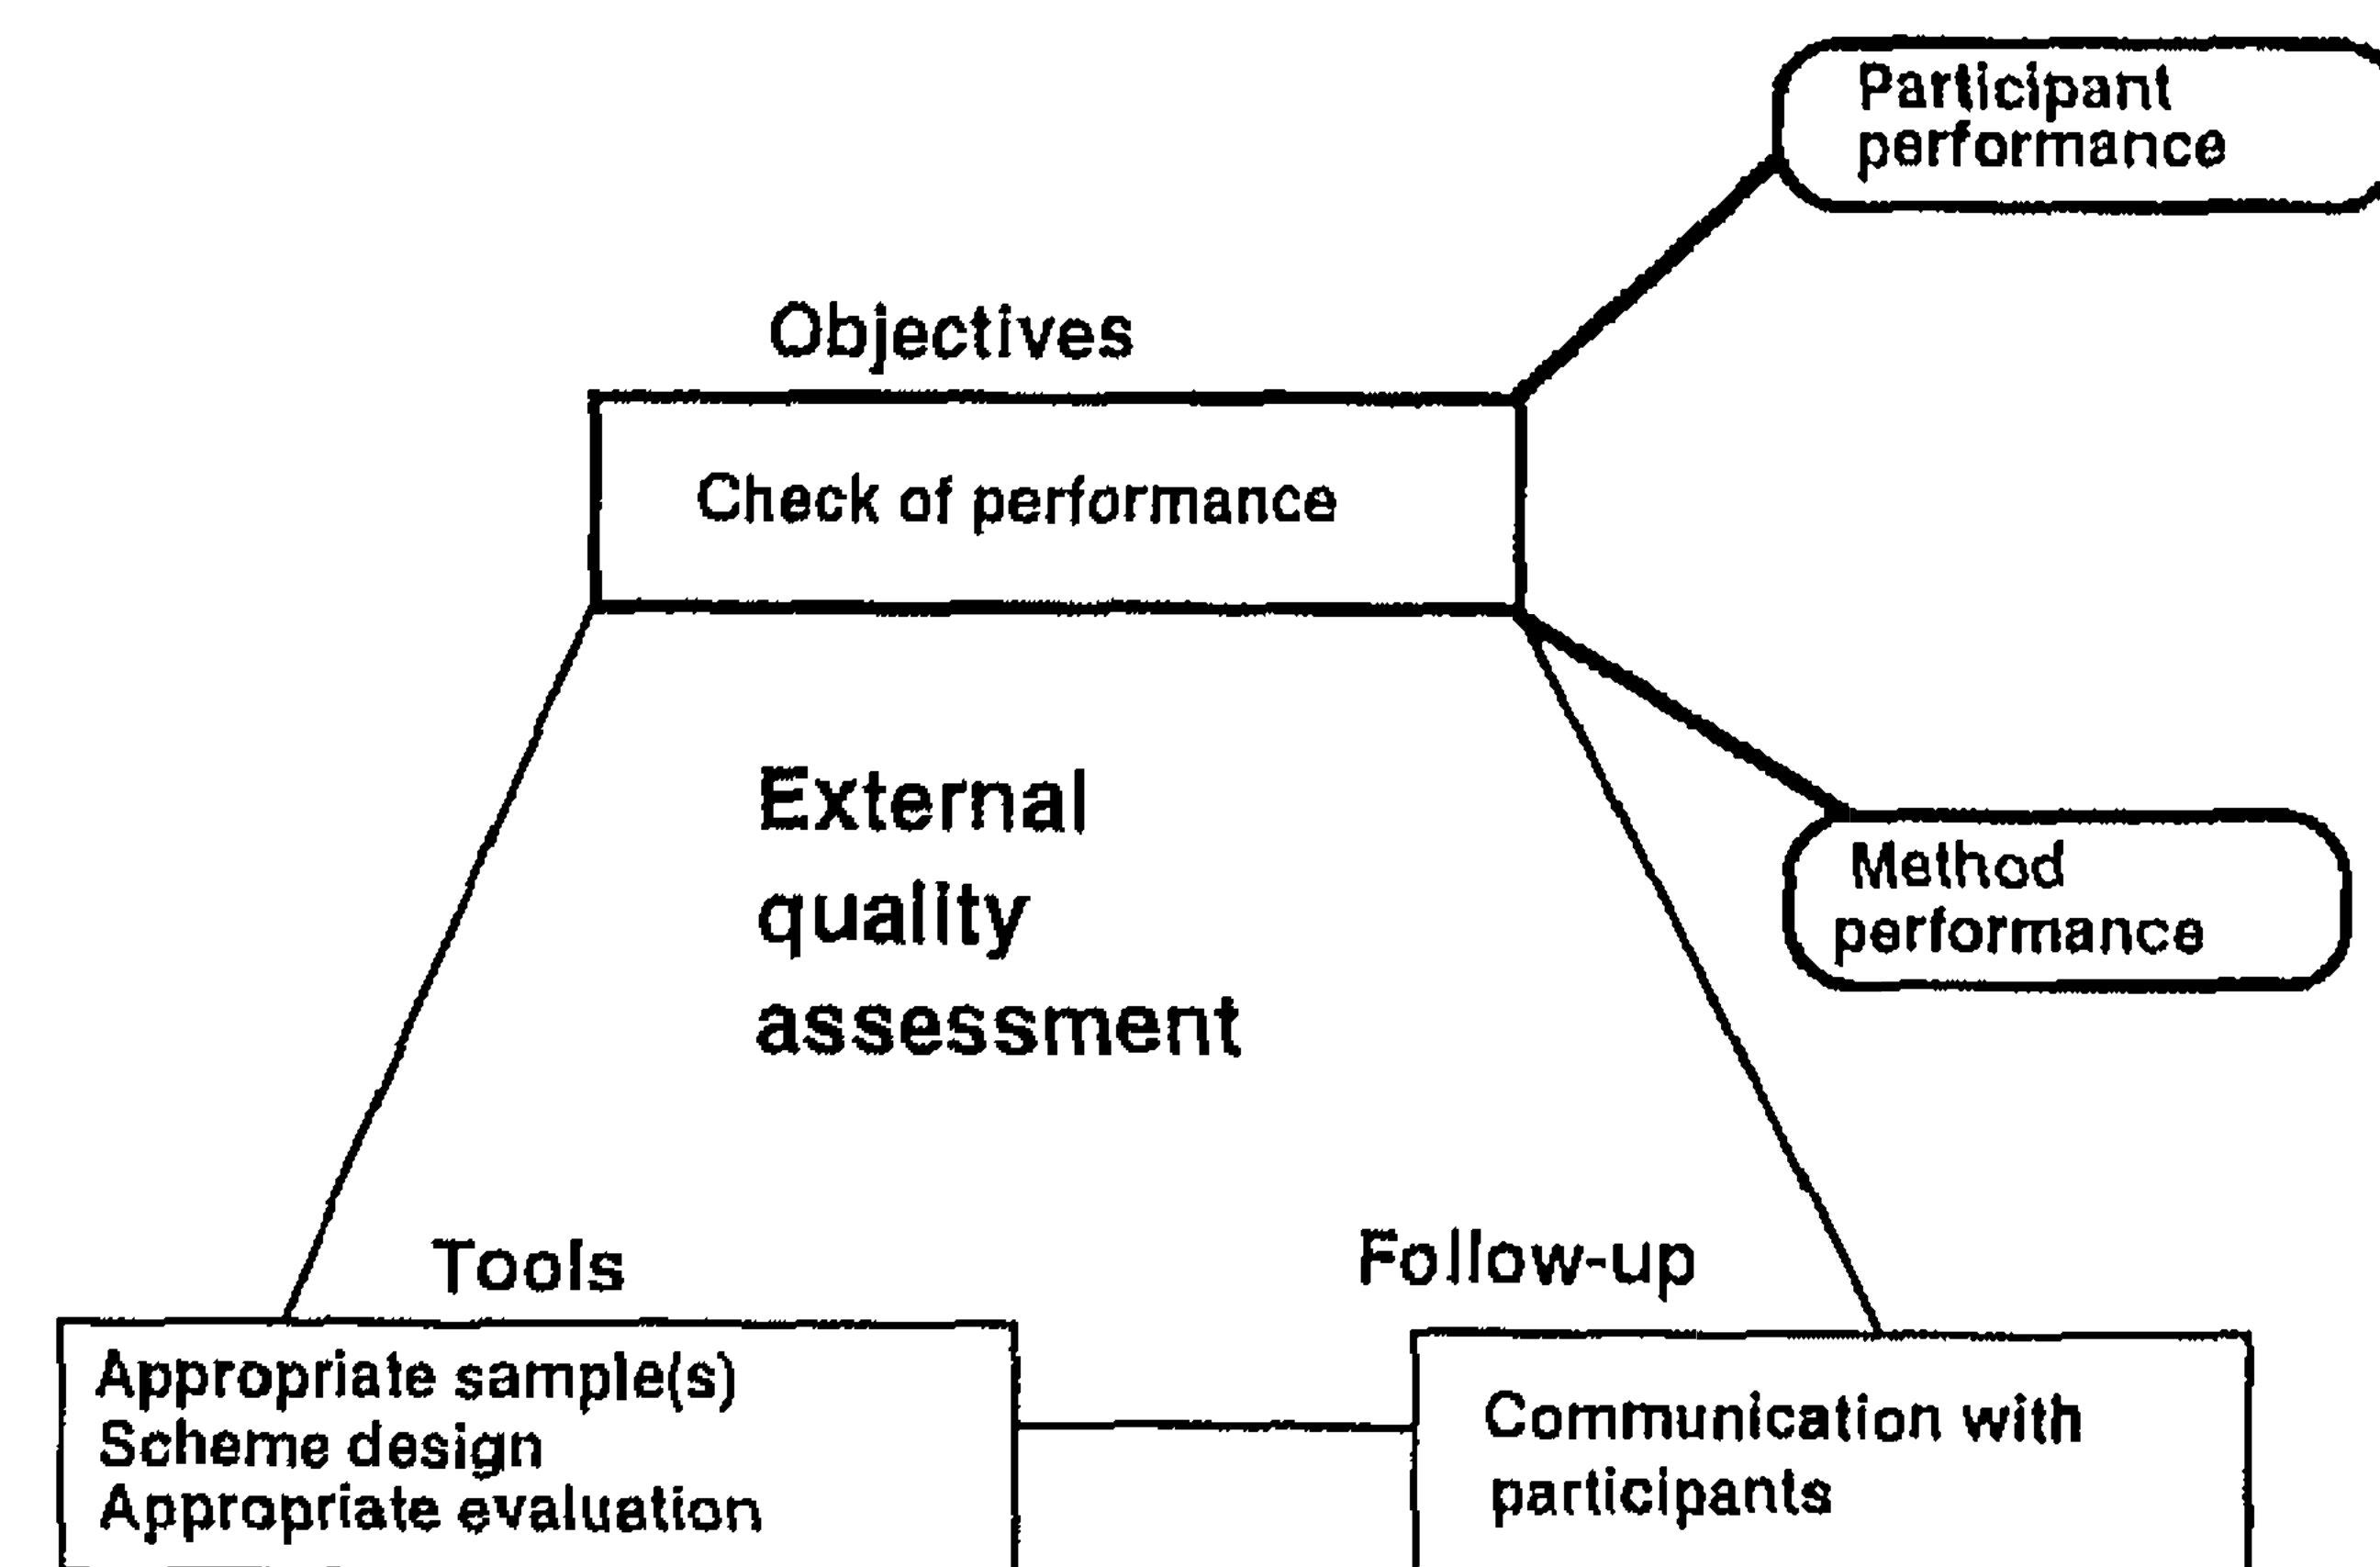 Participant
performance
Objectives
Check of performance
External
quality
assessment
Method
performance
Tools
Appropriate sample(s)
Scheme design
Appropriate evaluation
Follow-up
Communication with
participants